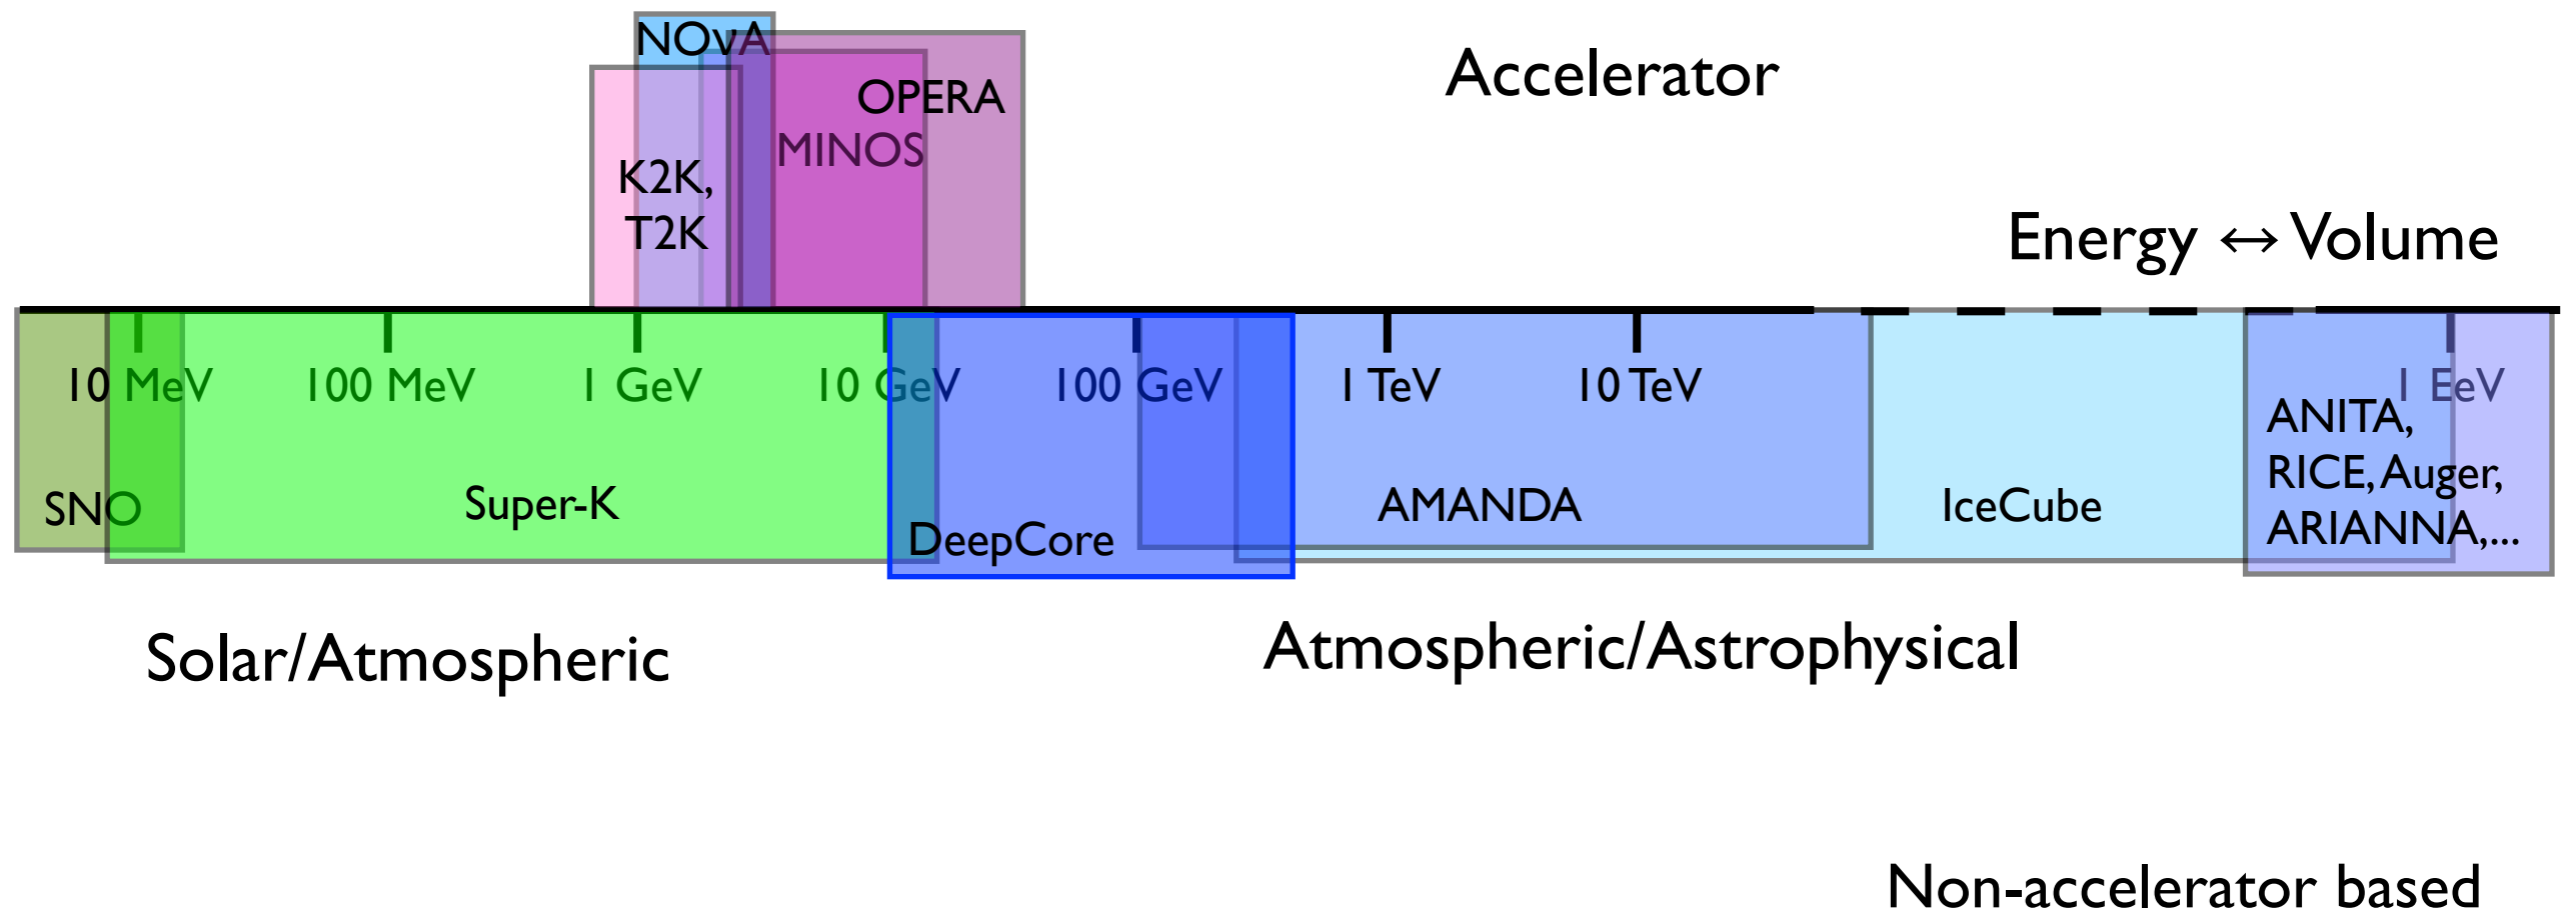 NOvA
Accelerator
OPERA
MINOS
K2K,
T2K
Energy ↔ Volume
10 MeV 100 MeV 1 GeV 10 GeV 100 GeV 1 TeV 10 TeV 1 EeV
ANITA,
RICE, Auger,
ARIANNA,...
SNO
Super-K
DeepCore
AMANDA
IceCube
Solar/Atmospheric
Atmospheric/Astrophysical
Non-accelerator based